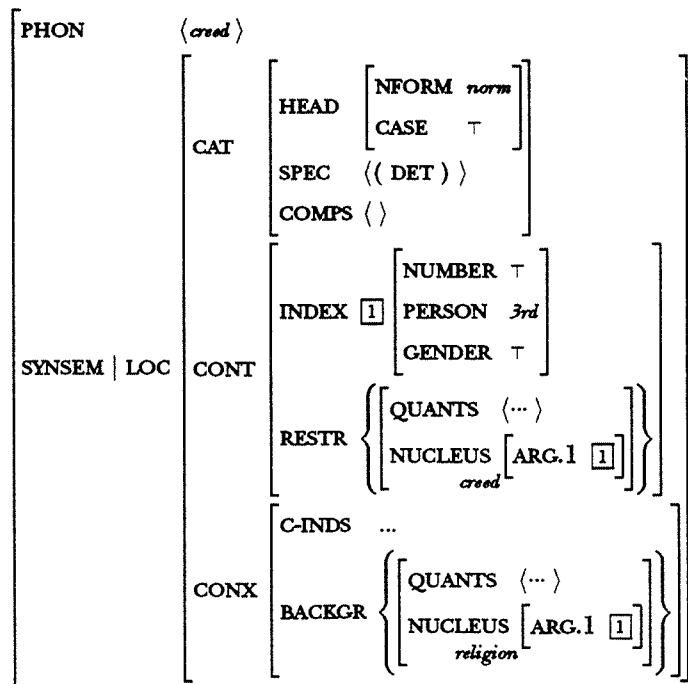 PHON ⟨creed⟩
NFORM norm
HEAD
CASE ⊤
CAT
SPEC ⟨( DET )⟩
COMPS ⟨ ⟩
NUMBER ⊤
INDEX 1 PERSON 3rd
GENDER ⊤
SYNSEM | LOC CONT
QUANTS ⟨···⟩
RESTR
NUCLEUS [ARG.1 1]
creed
C-INDS ...
QUANTS ⟨···⟩
CONX
BACKGR
NUCLEUS [ARG.1 1]
religion